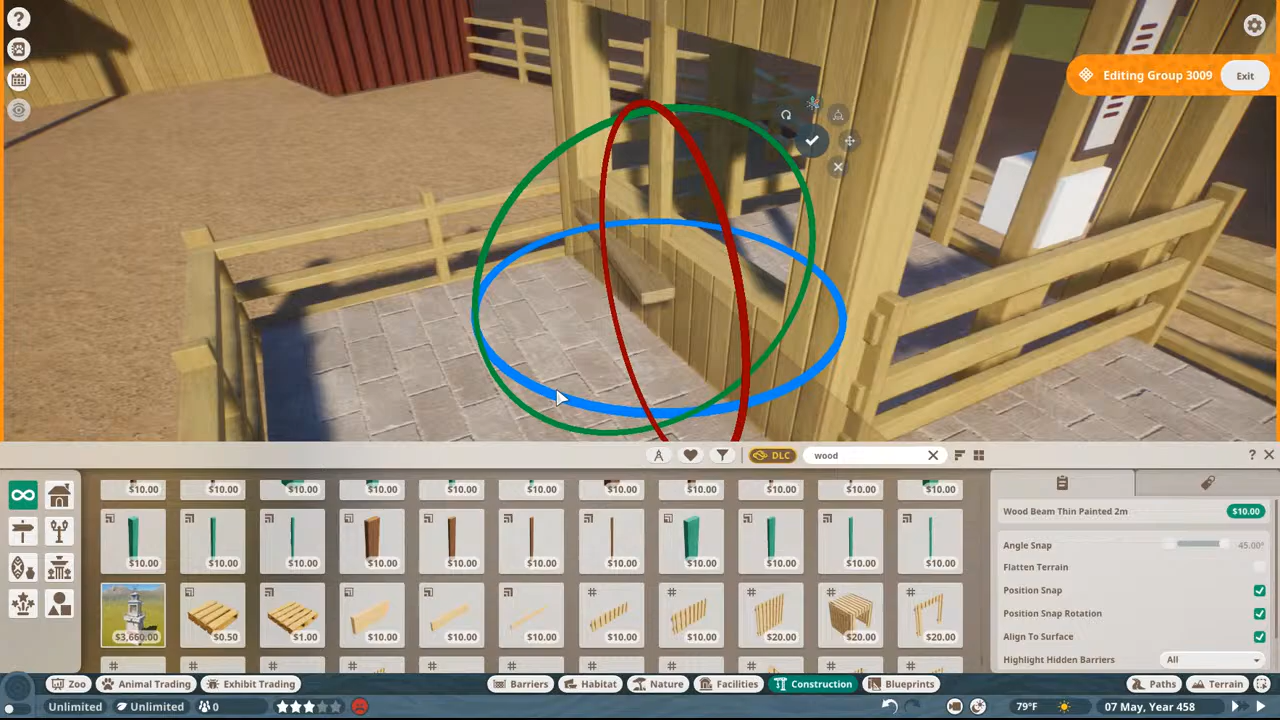 ?
Editing Group 3009 Exit
DLC wood
?
$10.00 $10.00 $10.00 $10.00 $10.00 $10.00 $10.00 $10.00 $10.00 $10.00 $10.00
$10.00 $10.00 $10.00 $10.00 $10.00 $10.00 $10.00 $10.00 $10.00 $10.00 $10.00
$3,660.00 $0.50 $1.00 $10.00 $10.00 $10.00 $10.00 $10.00 $20.00 $20.00 $20.00
Wood Beam Thin Painted 2m $10.00
Angle Snap 45.00°
Flatten Terrain
Position Snap
Position Snap Rotation
Align To Surface
Highlight Hidden Barriers All
Zoo Animal Trading Exhibit Trading Barriers Habitat Nature Facilities Construction Blueprints Paths Terrain
Unlimited Unlimited 0 79°F 07 May, Year 458